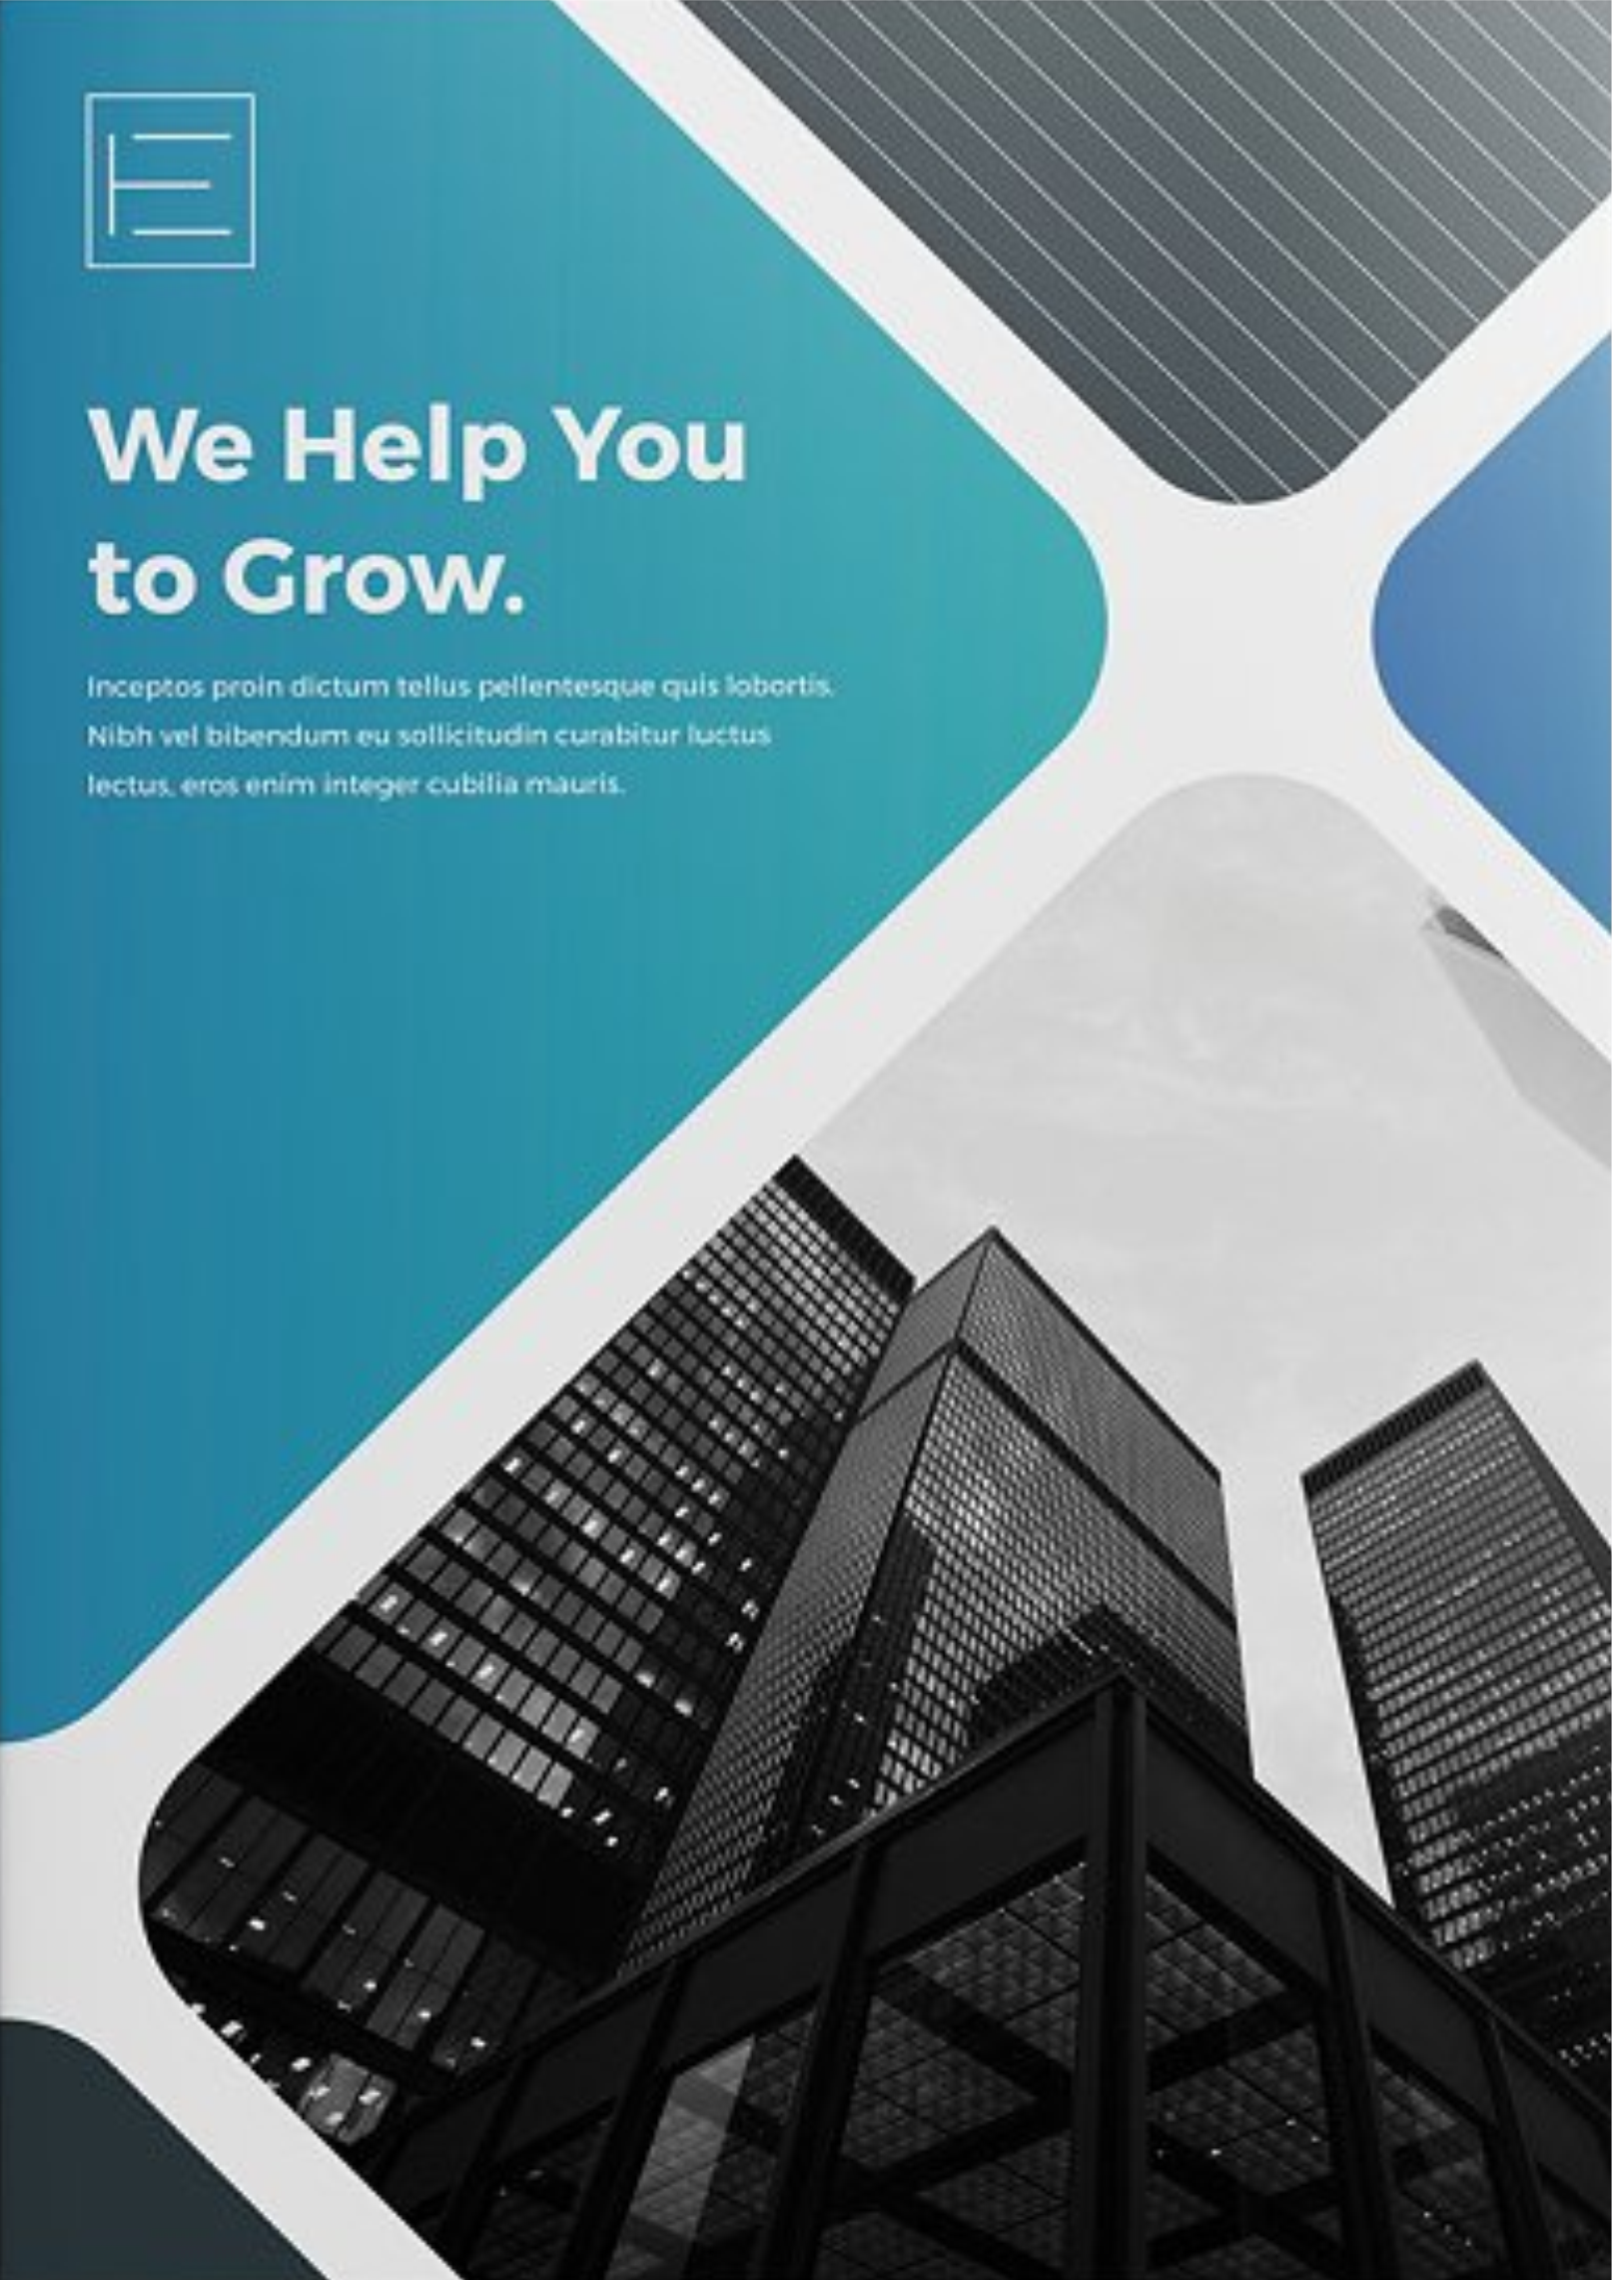 E
We Help You
to Grow.
Inceptos proin dictum tellus pellentesque quis lobortis.
Nibh vel bibendum eu sollicitudin curabitur luctus
lectus, eros enim integer cubilia mauris.